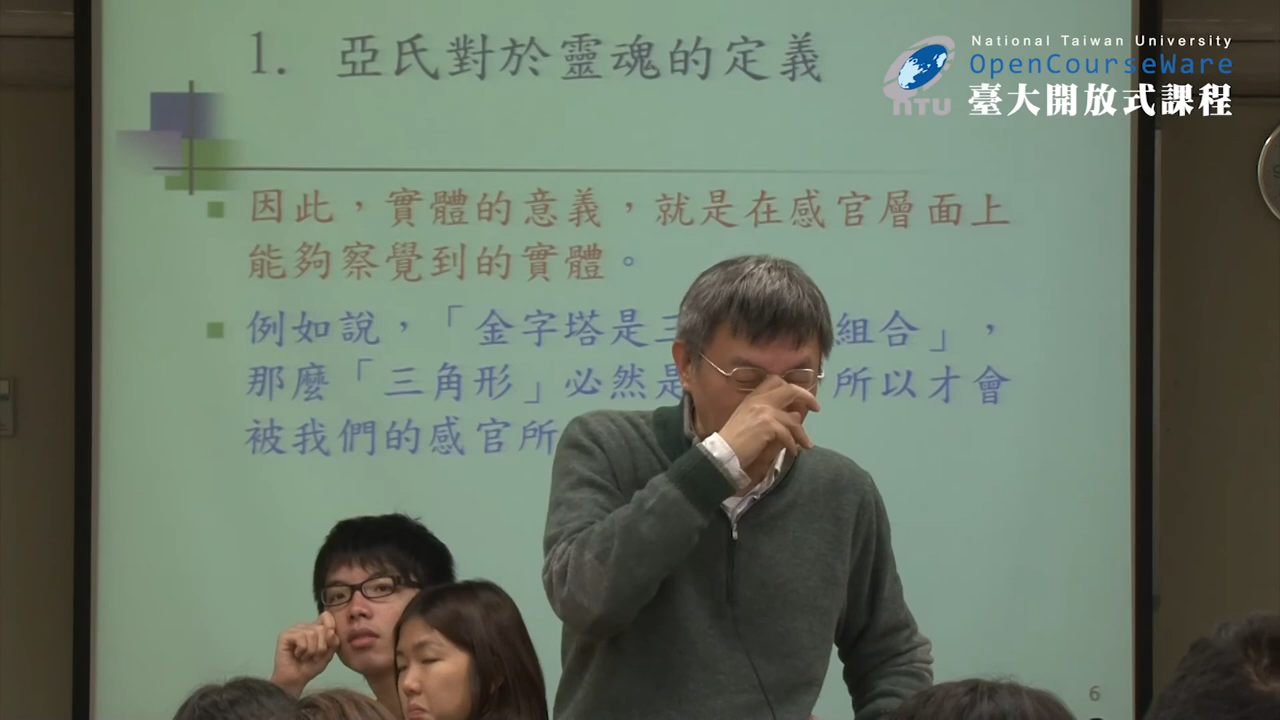 1. 亞氏對於靈魂的定義
National Taiwan University
OpenCourseWare
NTU 臺大開放式課程
因此，實體的意義，就是在感官層面上
能夠察覺到的實體。
例如說，「金字塔是三組合」，
那麼「三角形」必然是所以才會
被我們的感官所
6